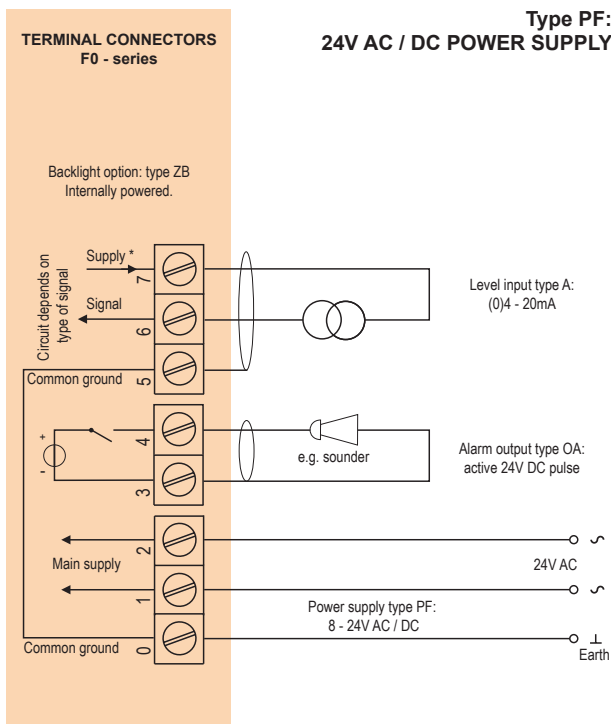 Type PF:
24V AC / DC POWER SUPPLY
TERMINAL CONNECTORS
F0 - series
Backlight option: type ZB
Internally powered.
Circuit depends on
type of signal
Supply *
7
Signal
6
Common ground
5
Level input type A:
(0)4 - 20mA
+
-
4
3
e.g. sounder
Alarm output type OA:
active 24V DC pulse
2
Main supply
1
24V AC
Power supply type PF:
8 - 24V AC / DC
Common ground
0
Earth